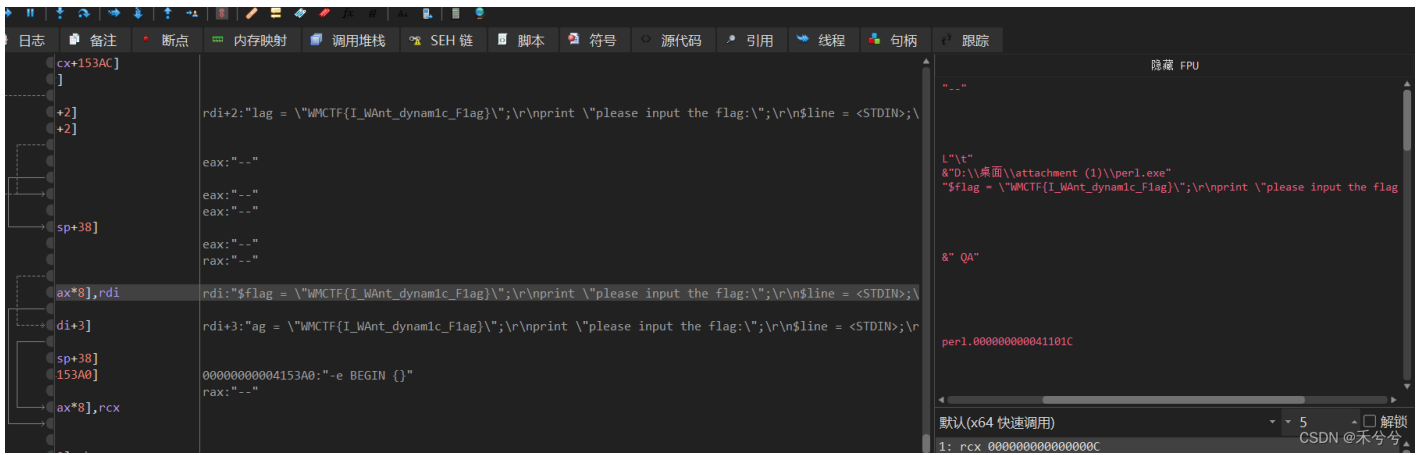 日志 备注 断点 内存映射 调用堆栈 SEH 链 脚本 符号 源代码 引用 线程 句柄 跟踪
cx+153AC]
]
+2] rdi+2:"lag = \"WMCTF{I_WAnt_dynam1c_F1ag}\";\r\nprint \"please input the flag:\";\r\n$line = <STDIN>;\
+2]
eax:"--"
eax:"--"
eax:"--"
sp+38]
eax:"--"
rax:"--"
ax*8],rdi rdi:"$flag = \"WMCTF{I_WAnt_dynam1c_F1ag}\";\r\nprint \"please input the flag:\";\r\n$line = <STDIN>;\
di+3] rdi+3:"ag = \"WMCTF{I_WAnt_dynam1c_F1ag}\";\r\nprint \"please input the flag:\";\r\n$line = <STDIN>;\r
sp+38]
153A0] 00000000004153A0:"-e BEGIN {}"
rax:"--"
ax*8],rcx
隐藏 FPU
"--"
L"\t"
&"D:\\桌面\\attachment (1)\\perl.exe"
"$flag = \"WMCTF{I_WAnt_dynam1c_F1ag}\";\r\nprint \"please input the flag
&" QA"
perl.000000000041101C
默认(x64 快速调用) 5 解锁
1: rcx 000000000000000C
CSDN @禾兮兮